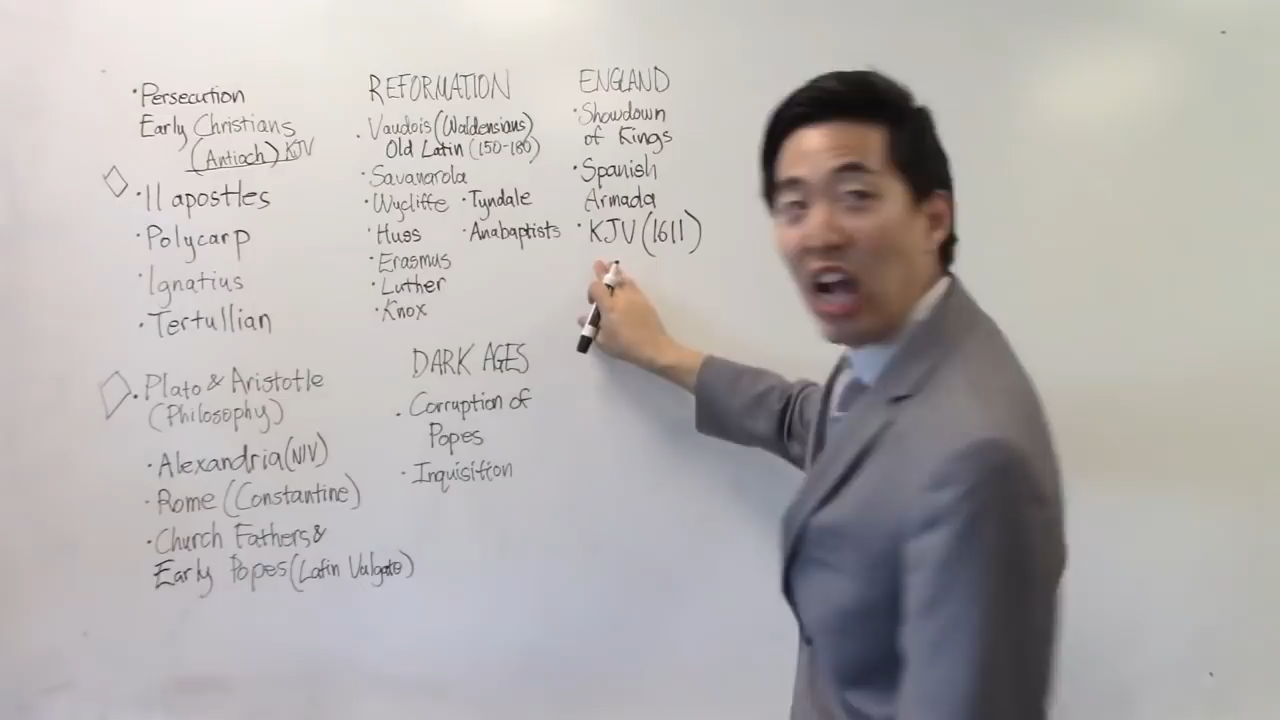 ·Persecution
Early Christians
(Antioch) KJV
·11 apostles
·Polycarp
·Ignatius
·Tertullian
·Plato & Aristotle
(Philosophy)
·Alexandria (NIV)
·Rome (Constantine)
·Church Fathers &
Early Popes (Latin Vulgate)
REFORMATION
·Vaudois (Waldensians)
Old Latin (150-180)
·Savanarola
·Wycliffe ·Tyndale
·Huss ·Anabaptists
·Erasmus
·Luther
·Knox
DARK AGES
·Corruption of
Popes
·Inquisition
ENGLAND
·Showdown
of Kings
·Spanish
Armada
·KJV (1611)